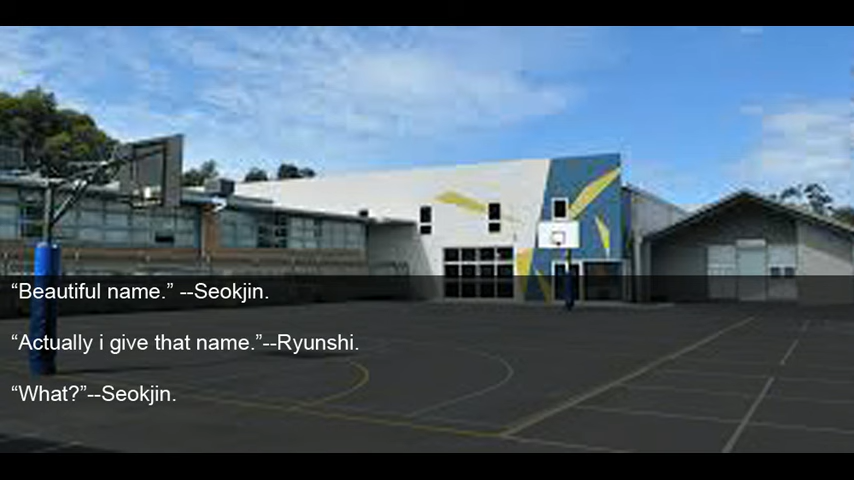 “Beautiful name.” --Seokjin.
“Actually i give that name.”--Ryunshi.
“What?”--Seokjin.